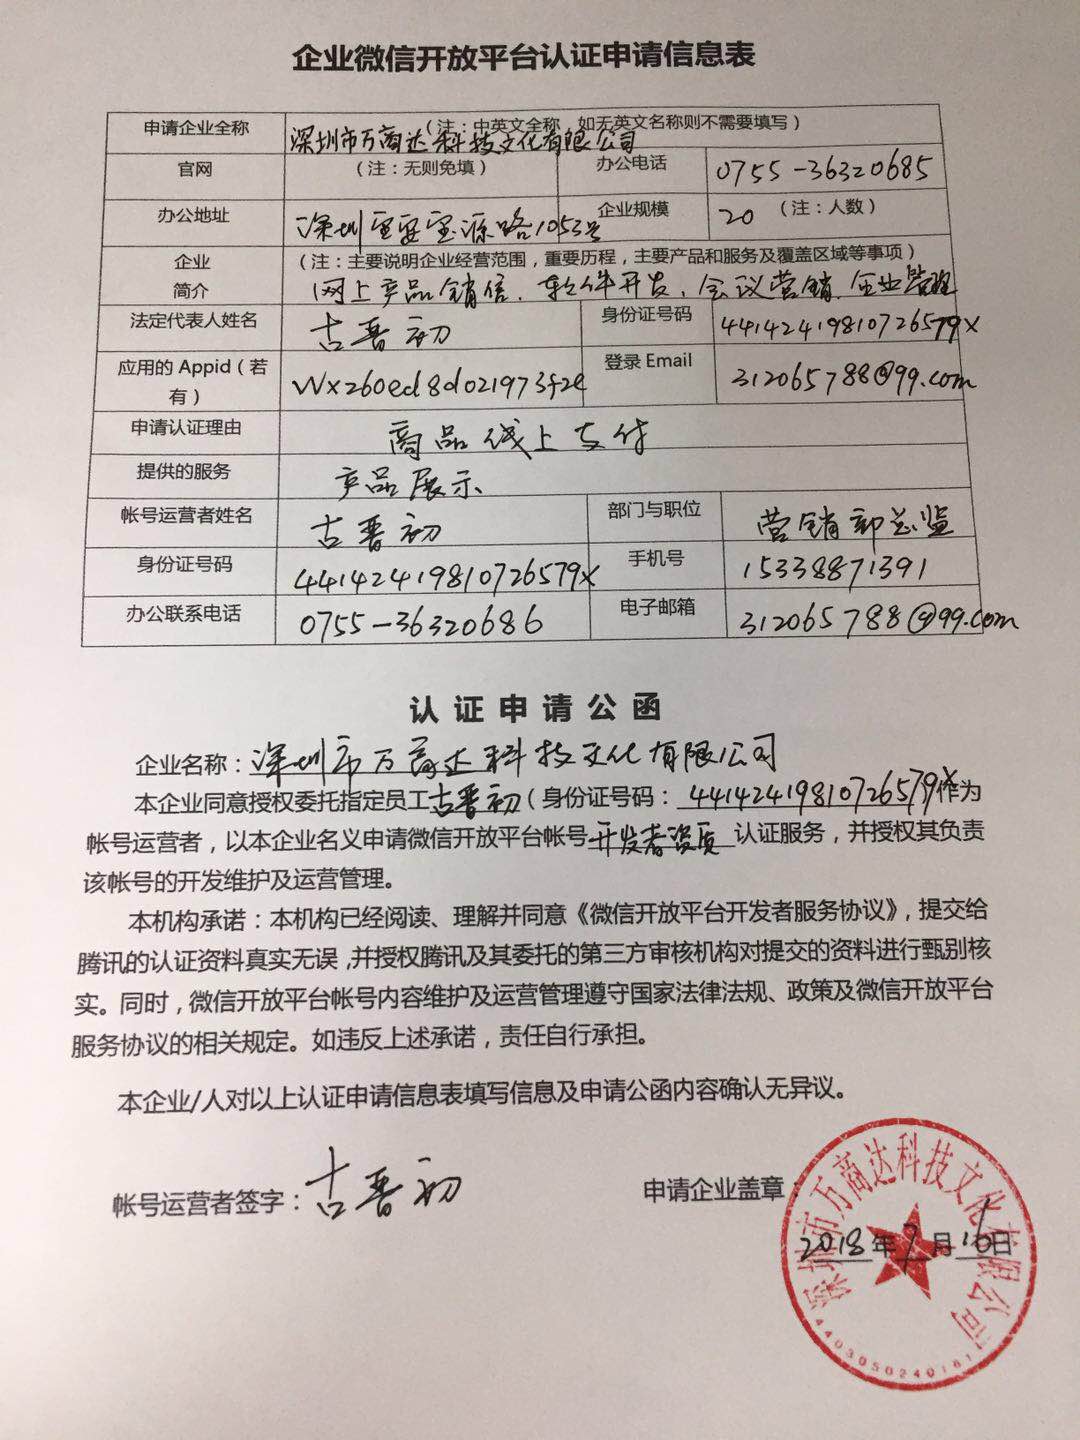 企业微信开放平台认证申请信息表
申请企业全称 (注：中英文全称，如无英文名称则不需要填写)
深圳市万商达科技文化有限公司
官网 (注：无则免填) 办公电话 0755-36320685
办公地址 深圳宝安宝源路1053号 企业规模 20 (注：人数)
企业 (注：主要说明企业经营范围，重要历程，主要产品和服务及覆盖区域等事项)
简介 网上产品销售、软件开发、会议营销、企业管理
法定代表人姓名 古晋初 身份证号码 44142419810726579X
应用的 Appid（若 wx260ed8d021973f2e 登录 Email 312065788@99.com
有）
申请认证理由 商品线上支付
提供的服务 产品展示
帐号运营者姓名 古晋初 部门与职位 营销部总监
身份证号码 44142419810726579X 手机号 15338871391
办公联系电话 0755-36320686 电子邮箱 312065788@99.com
认证申请公函
企业名称：深圳市万商达科技文化有限公司
本企业同意授权委托指定员工古晋初（身份证号码：44142419810726579X作为
帐号运营者，以本企业名义申请微信开放平台帐号开发者资质认证服务，并授权其负责
该帐号的开发维护及运营管理。
本机构承诺：本机构已经阅读、理解并同意《微信开放平台开发者服务协议》，提交给
腾讯的认证资料真实无误，并授权腾讯及其委托的第三方审核机构对提交的资料进行甄别核
实。同时，微信开放平台帐号内容维护及运营管理遵守国家法律法规、政策及微信开放平台
服务协议的相关规定。如违反上述承诺，责任自行承担。
本企业/人对以上认证申请信息表填写信息及申请公函内容确认无异议。
帐号运营者签字：古晋初 申请企业盖章：
2018年7月16日
深圳市万商达科技文化有限公司